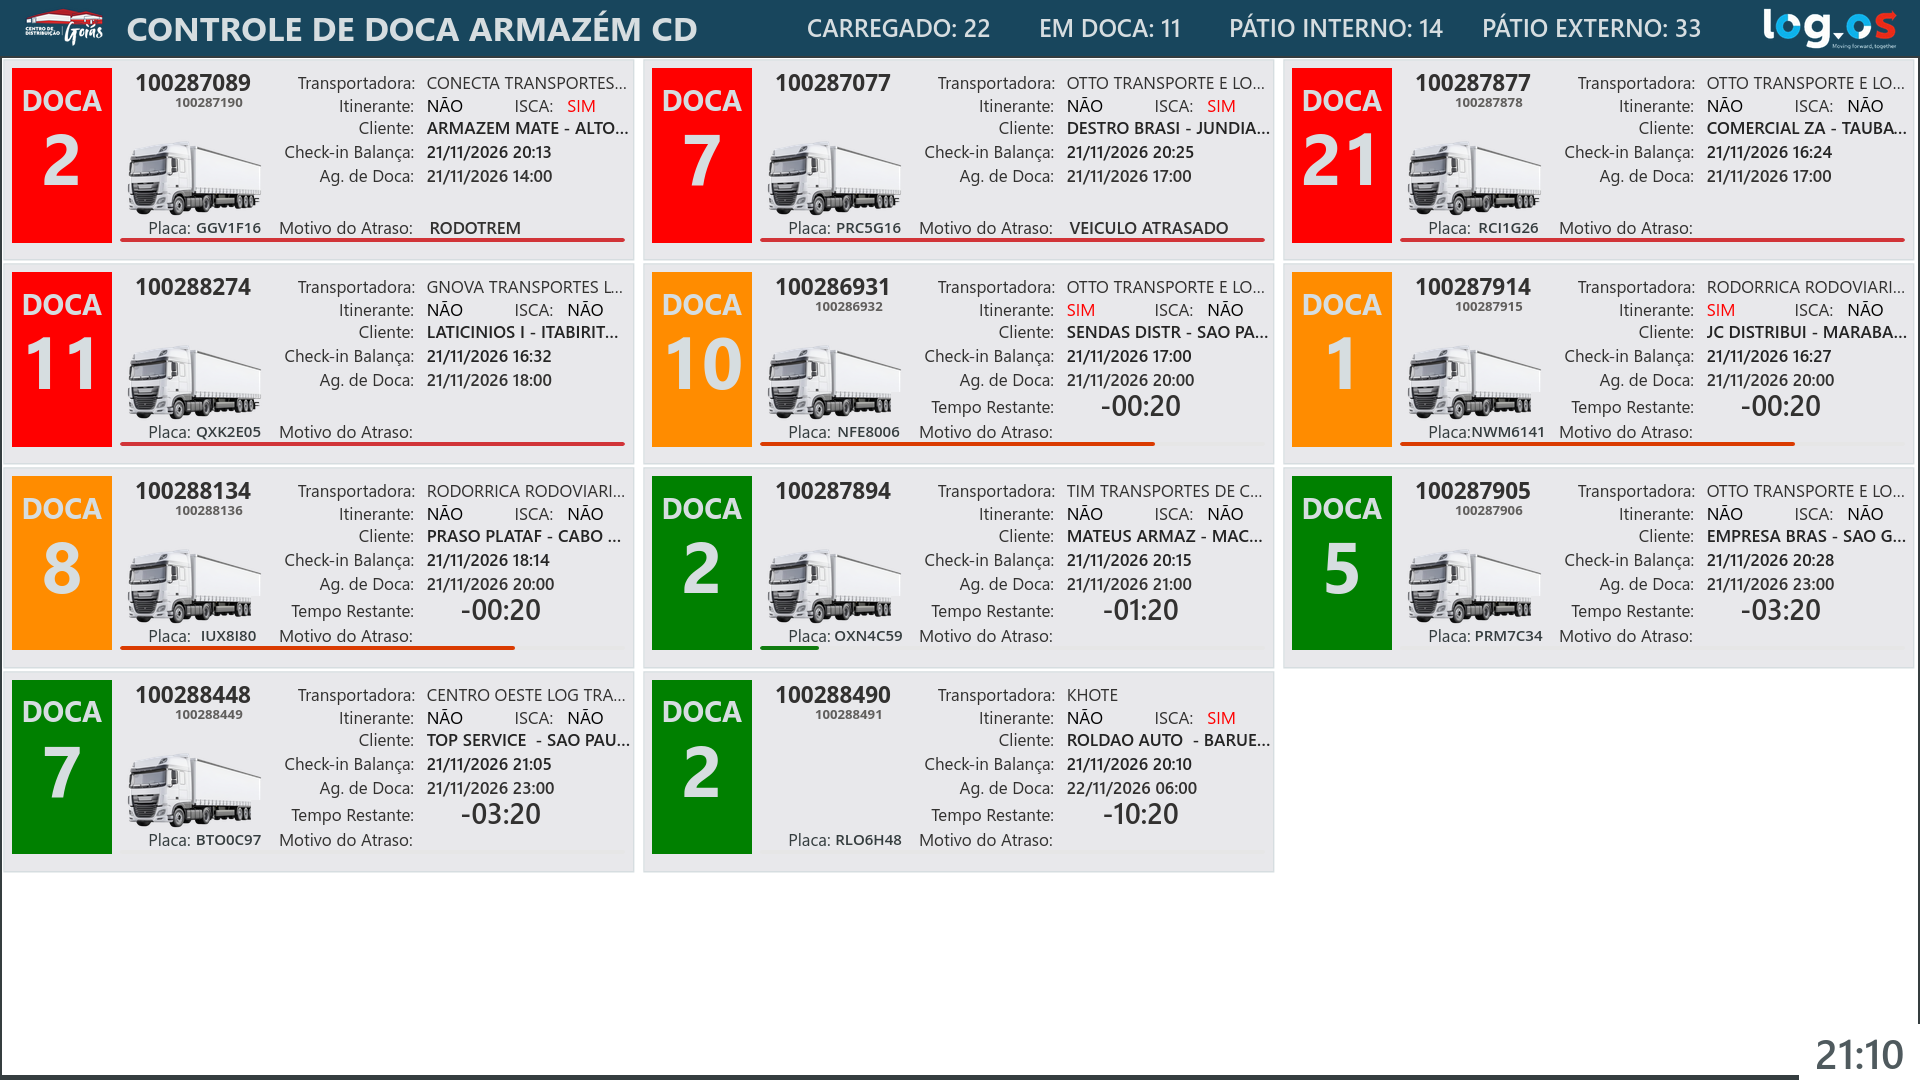 CENTRO DE DISTRIBUIÇÃO Goiás
CONTROLE DE DOCA ARMAZÉM CD
CARREGADO: 22
EM DOCA: 11
PÁTIO INTERNO: 14
PÁTIO EXTERNO: 33
log.os
Moving forward, together
DOCA
2
100287089
100287190
Transportadora: CONECTA TRANSPORTES...
Itinerante: NÃO ISCA: SIM
Cliente: ARMAZEM MATE - ALTO...
Check-in Balança: 21/11/2026 20:13
Ag. de Doca: 21/11/2026 14:00
Placa: GGV1F16 Motivo do Atraso: RODOTREM
DOCA
7
100287077
Transportadora: OTTO TRANSPORTE E LO...
Itinerante: NÃO ISCA: SIM
Cliente: DESTRO BRASI - JUNDIA...
Check-in Balança: 21/11/2026 20:25
Ag. de Doca: 21/11/2026 17:00
Placa: PRC5G16 Motivo do Atraso: VEICULO ATRASADO
DOCA
21
100287877
100287878
Transportadora: OTTO TRANSPORTE E LO...
Itinerante: NÃO ISCA: NÃO
Cliente: COMERCIAL ZA - TAUBA...
Check-in Balança: 21/11/2026 16:24
Ag. de Doca: 21/11/2026 17:00
Placa: RCI1G26 Motivo do Atraso:
DOCA
11
100288274
Transportadora: GNOVA TRANSPORTES L...
Itinerante: NÃO ISCA: NÃO
Cliente: LATICINIOS I - ITABIRIT...
Check-in Balança: 21/11/2026 16:32
Ag. de Doca: 21/11/2026 18:00
Placa: QXK2E05 Motivo do Atraso:
DOCA
10
100286931
100286932
Transportadora: OTTO TRANSPORTE E LO...
Itinerante: SIM ISCA: NÃO
Cliente: SENDAS DISTR - SAO PA...
Check-in Balança: 21/11/2026 17:00
Ag. de Doca: 21/11/2026 20:00
Tempo Restante: -00:20
Placa: NFE8006 Motivo do Atraso:
DOCA
1
100287914
100287915
Transportadora: RODORRICA RODOVIARI...
Itinerante: SIM ISCA: NÃO
Cliente: JC DISTRIBUI - MARABA...
Check-in Balança: 21/11/2026 16:27
Ag. de Doca: 21/11/2026 20:00
Tempo Restante: -00:20
Placa: NWM6141 Motivo do Atraso:
DOCA
8
100288134
100288136
Transportadora: RODORRICA RODOVIARI...
Itinerante: NÃO ISCA: NÃO
Cliente: PRASO PLATAF - CABO ...
Check-in Balança: 21/11/2026 18:14
Ag. de Doca: 21/11/2026 20:00
Tempo Restante: -00:20
Placa: IUX8I80 Motivo do Atraso:
DOCA
2
100287894
Transportadora: TIM TRANSPORTES DE C...
Itinerante: NÃO ISCA: NÃO
Cliente: MATEUS ARMAZ - MAC...
Check-in Balança: 21/11/2026 20:15
Ag. de Doca: 21/11/2026 21:00
Tempo Restante: -01:20
Placa: OXN4C59 Motivo do Atraso:
DOCA
5
100287905
100287906
Transportadora: OTTO TRANSPORTE E LO...
Itinerante: NÃO ISCA: NÃO
Cliente: EMPRESA BRAS - SAO G...
Check-in Balança: 21/11/2026 20:28
Ag. de Doca: 21/11/2026 23:00
Tempo Restante: -03:20
Placa: PRM7C34 Motivo do Atraso:
DOCA
7
100288448
100288449
Transportadora: CENTRO OESTE LOG TRA...
Itinerante: NÃO ISCA: NÃO
Cliente: TOP SERVICE - SAO PAU...
Check-in Balança: 21/11/2026 21:05
Ag. de Doca: 21/11/2026 23:00
Tempo Restante: -03:20
Placa: BTO0C97 Motivo do Atraso:
DOCA
2
100288490
100288491
Transportadora: KHOTE
Itinerante: NÃO ISCA: SIM
Cliente: ROLDAO AUTO - BARUE...
Check-in Balança: 21/11/2026 20:10
Ag. de Doca: 22/11/2026 06:00
Tempo Restante: -10:20
Placa: RLO6H48 Motivo do Atraso:
21:10